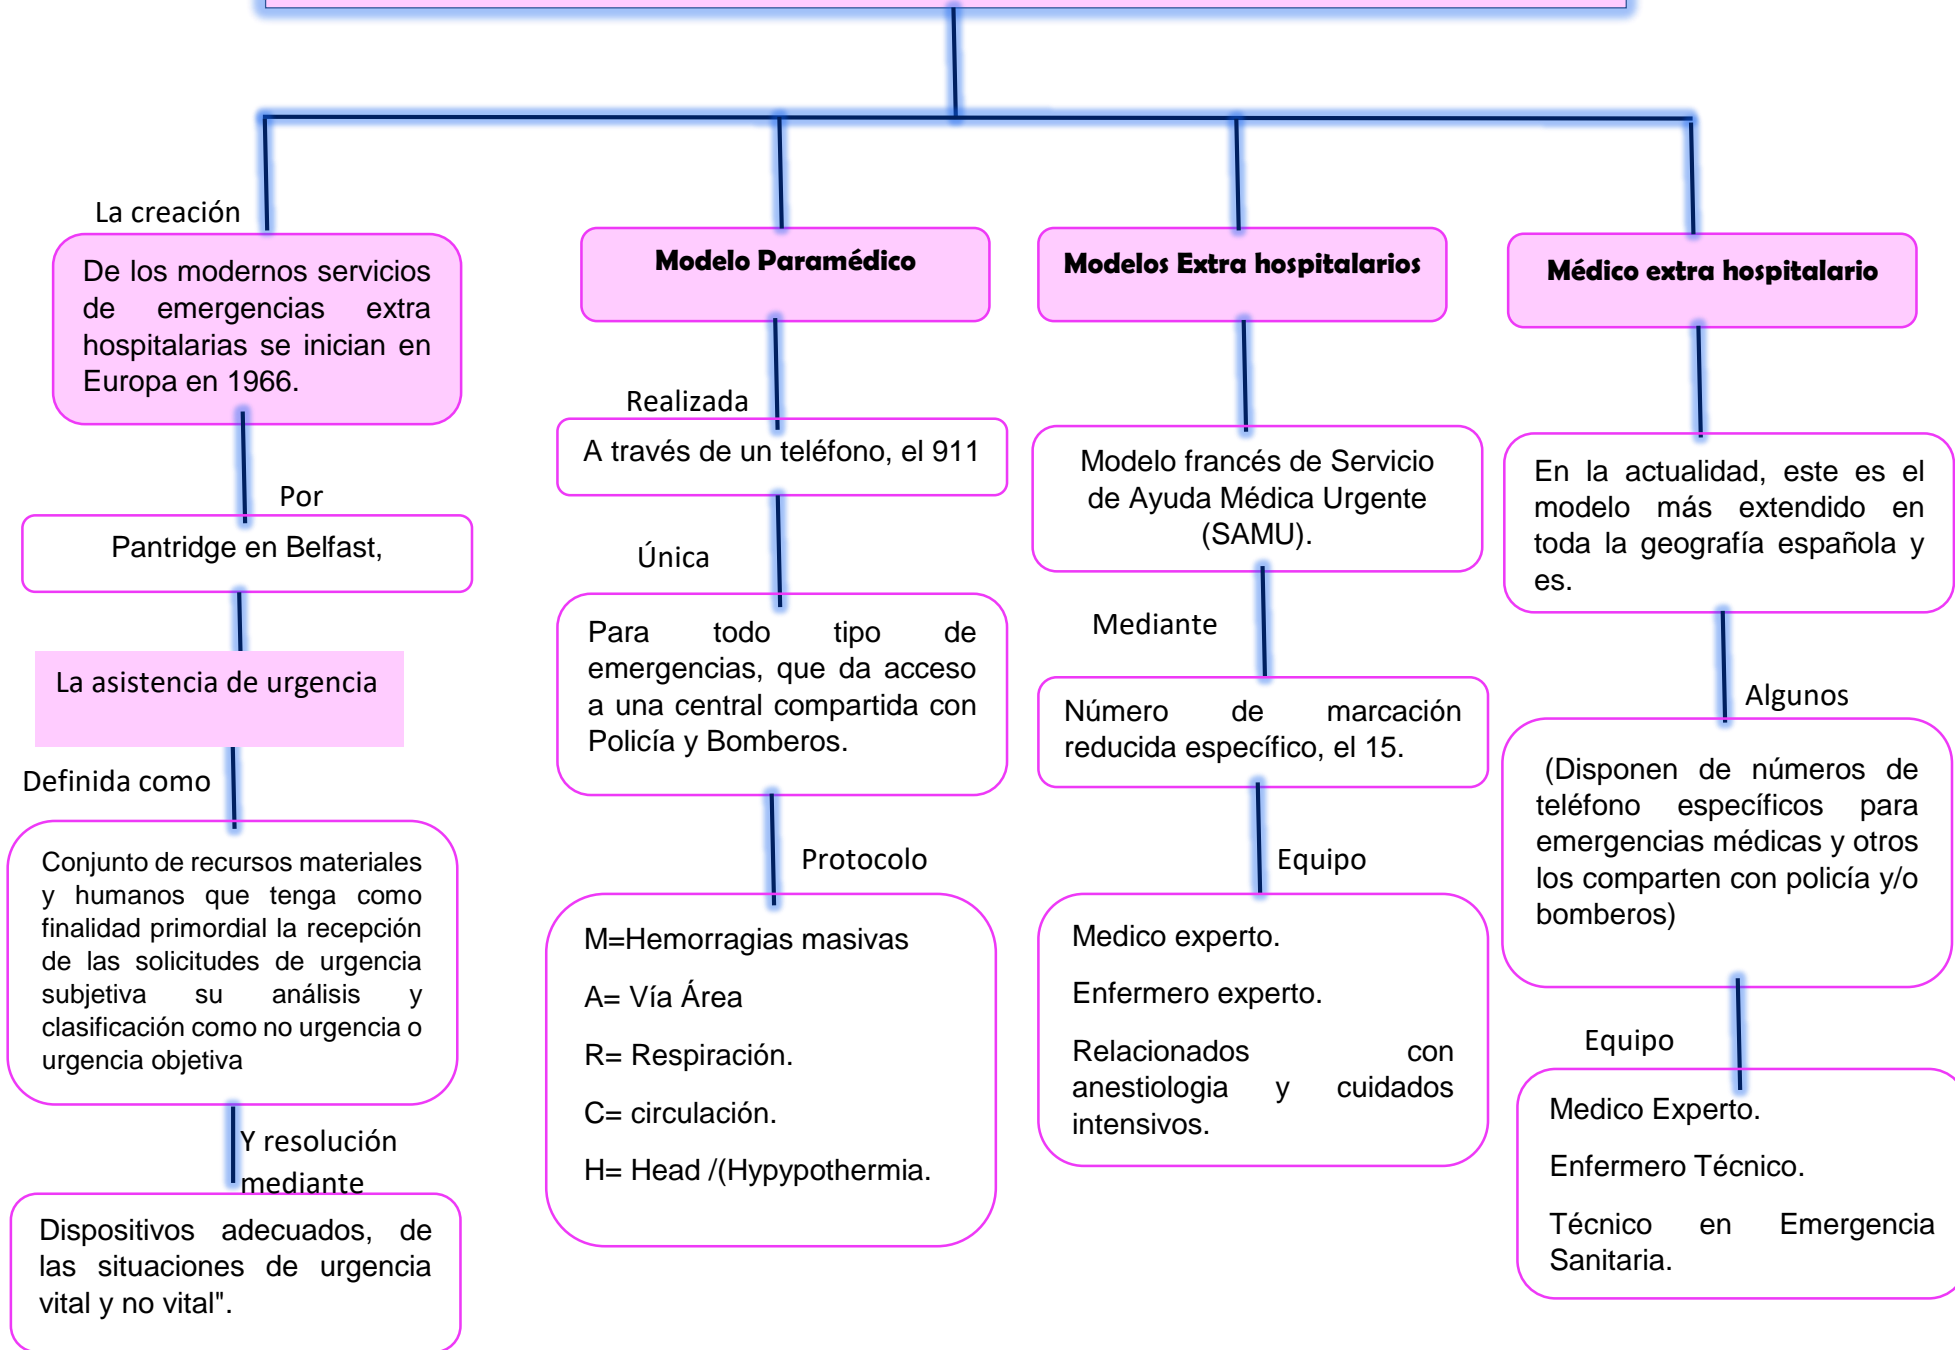 La creación
De los modernos servicios
de emergencias extra
hospitalarias se inician en
Europa en 1966.
Por
Pantridge en Belfast,
La asistencia de urgencia
Definida como
Conjunto de recursos materiales
y humanos que tenga como
finalidad primordial la recepción
de las solicitudes de urgencia
subjetiva su análisis y
clasificación como no urgencia o
urgencia objetiva
Y resolución
mediante
Dispositivos adecuados, de
las situaciones de urgencia
vital y no vital".
Modelo Paramédico
Realizada
A través de un teléfono, el 911
Única
Para todo tipo de
emergencias, que da acceso
a una central compartida con
Policía y Bomberos.
Protocolo
M=Hemorragias masivas
A= Vía Área
R= Respiración.
C= circulación.
H= Head /(Hypypothermia.
Modelos Extra hospitalarios
Modelo francés de Servicio
de Ayuda Médica Urgente
(SAMU).
Mediante
Número de marcación
reducida específico, el 15.
Equipo
Medico experto.
Enfermero experto.
Relacionados con
anestiologia y cuidados
intensivos.
Médico extra hospitalario
En la actualidad, este es el
modelo más extendido en
toda la geografía española y
es.
Algunos
(Disponen de números de
teléfono específicos para
emergencias médicas y otros
los comparten con policía y/o
bomberos)
Equipo
Medico Experto.
Enfermero Técnico.
Técnico en Emergencia
Sanitaria.